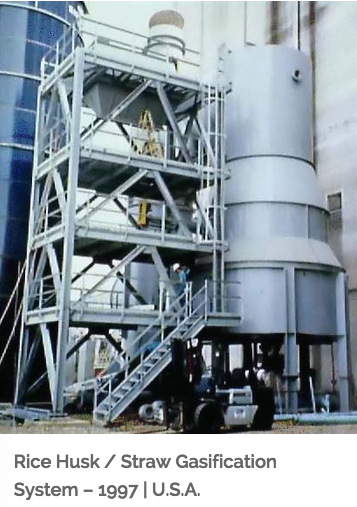 Rice Husk / Straw Gasification
System – 1997 | U.S.A.